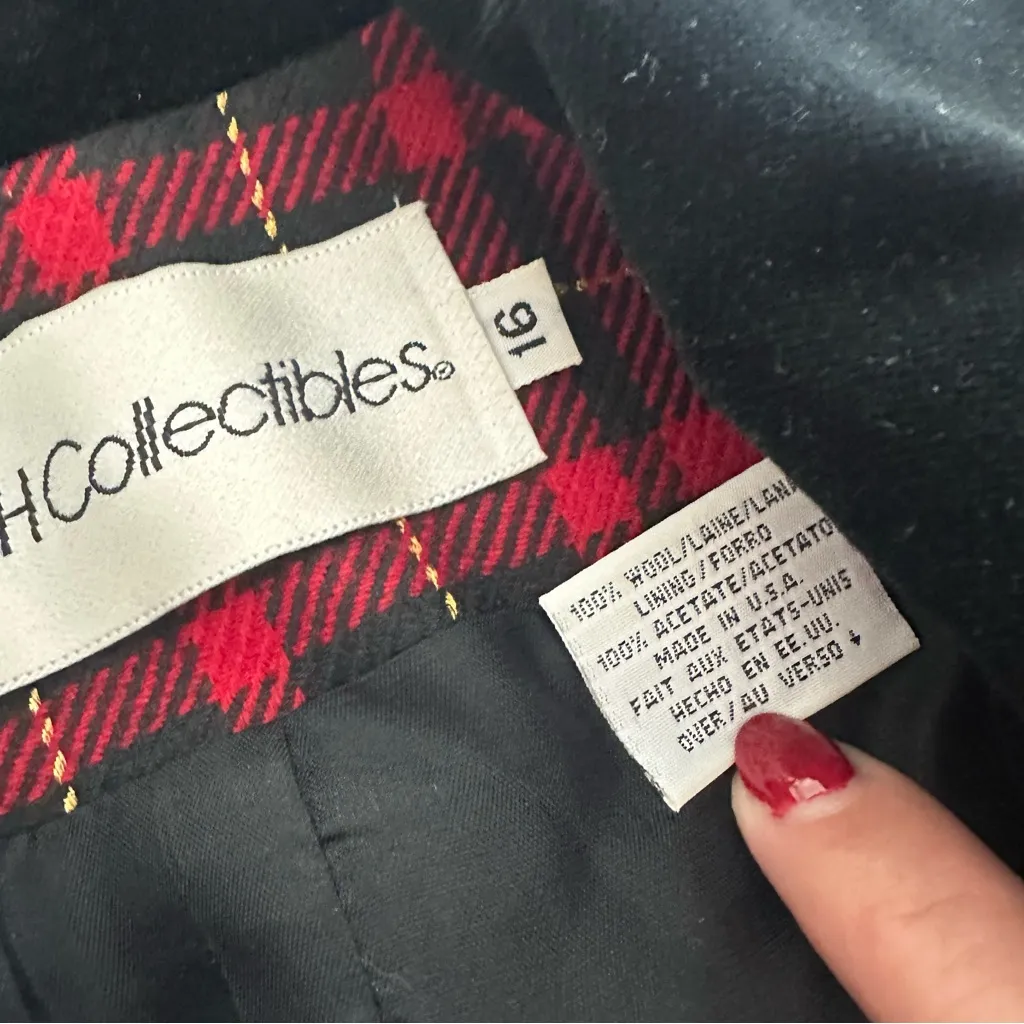 H Collectibles®
16
100% WOOL/LAINE/LANA
LINING/FORRO
100% ACETATE/ACETATO
MADE IN U.S.A.
FAIT AUX ETATS-UNIS
HECHO EN EE.UU.
OVER/AU VERSO